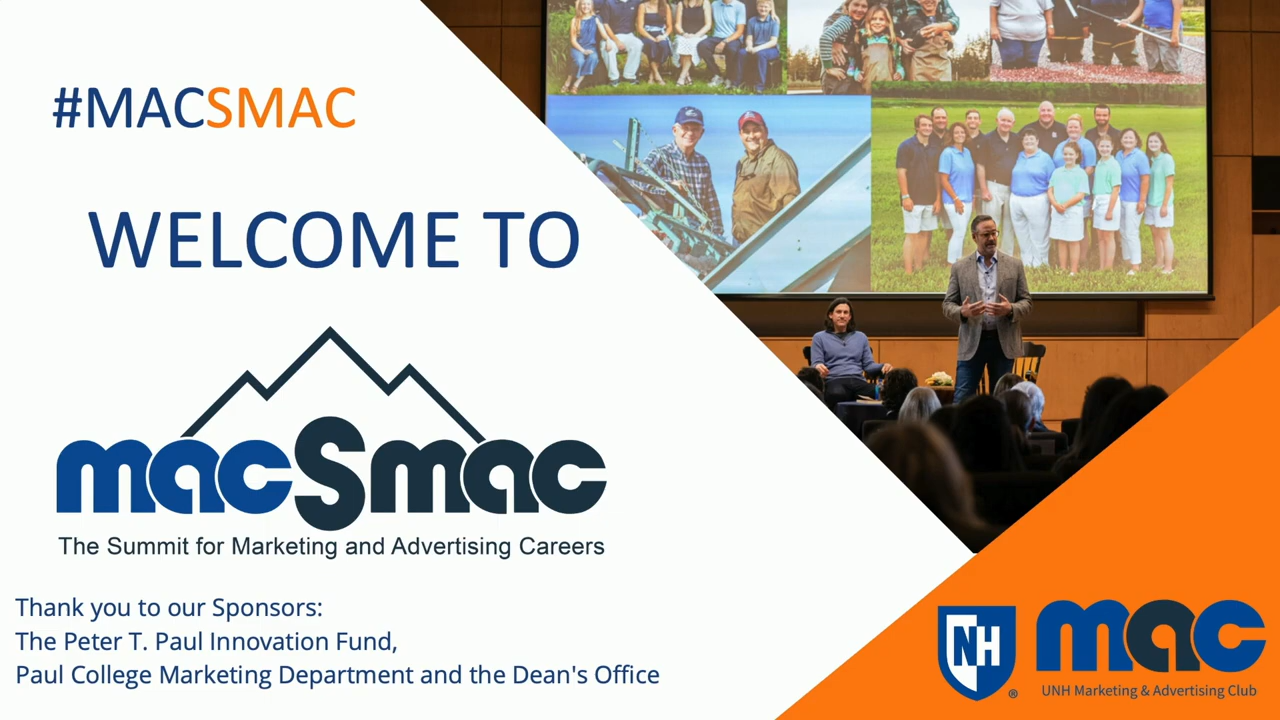 #MACSMAC
WELCOME TO
macSmac
The Summit for Marketing and Advertising Careers
Thank you to our Sponsors:
The Peter T. Paul Innovation Fund,
Paul College Marketing Department and the Dean's Office
NH
®
mac
UNH Marketing & Advertising Club